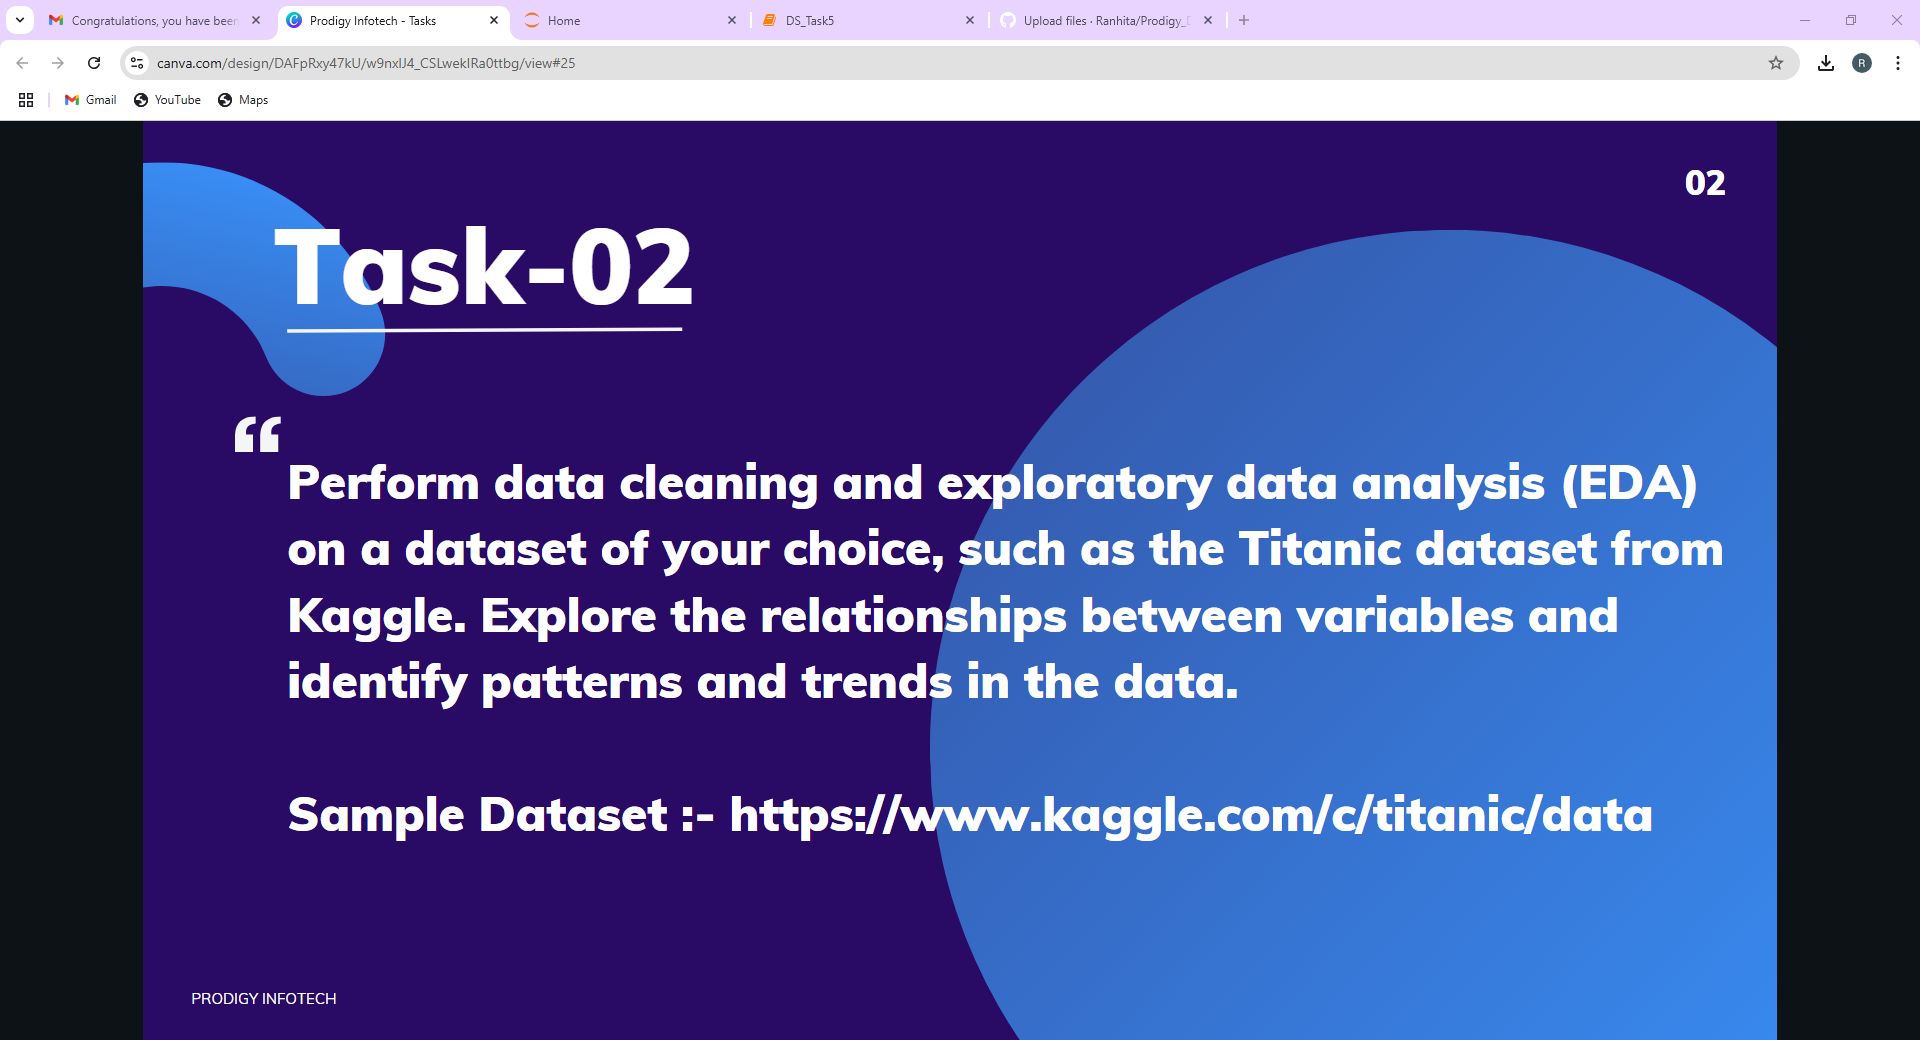 Congratulations, you have been
Prodigy Infotech - Tasks
Home
DS_Task5
Upload files · Ranhita/Prodigy_
canva.com/design/DAFpRxy47kU/w9nxlJ4_CSLwekIRa0ttbg/view#25
R
Gmail
YouTube
Maps
02
Task-02
“
Perform data cleaning and exploratory data analysis (EDA)
on a dataset of your choice, such as the Titanic dataset from
Kaggle. Explore the relationships between variables and
identify patterns and trends in the data.
Sample Dataset :- https://www.kaggle.com/c/titanic/data
PRODIGY INFOTECH